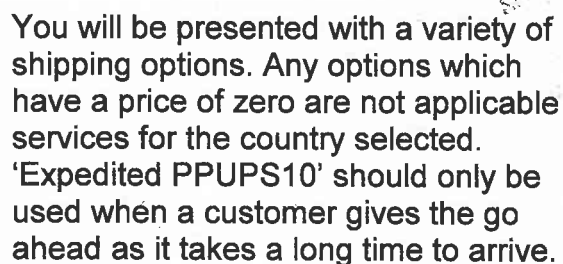 You will be presented with a variety of
shipping options. Any options which
have a price of zero are not applicable
services for the country selected.
‘Expedited PPUPS10’ should only be
used when a customer gives the go
ahead as it takes a long time to arrive.